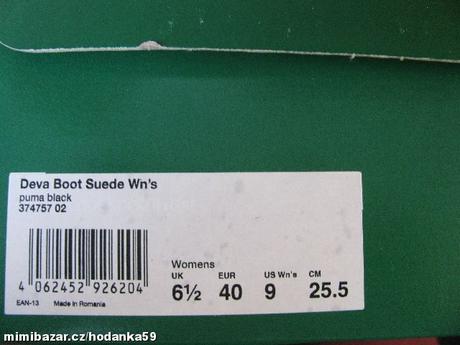 Deva Boot Suede Wn's
puma black
374757 02
Womens
UK EUR US Wn's CM
6½ 40 9 25.5
4 062452 926204
EAN-13 Made in Romania
mimibazar.cz/hodanka59